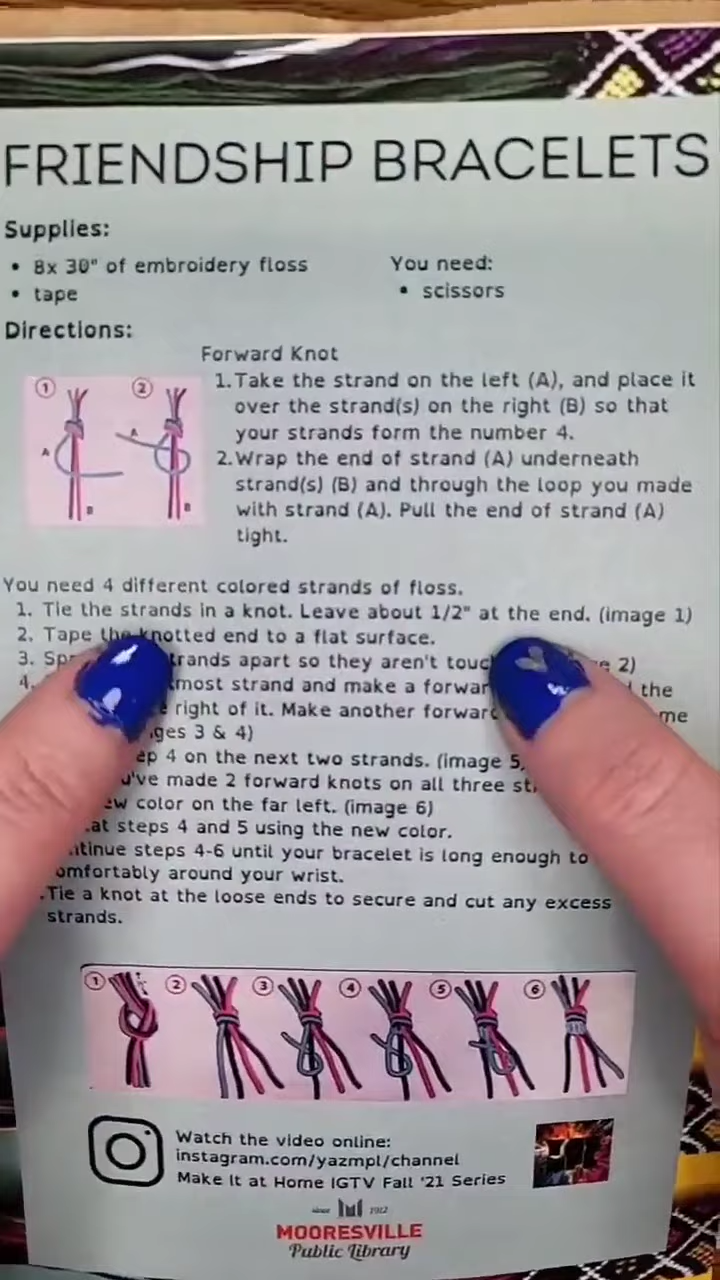 FRIENDSHIP BRACELETS
Supplies:
• 8x 30" of embroidery floss
• tape
You need:
• scissors
Directions:
Forward Knot
1. Take the strand on the left (A), and place it
over the strand(s) on the right (B) so that
your strands form the number 4.
2. Wrap the end of strand (A) underneath
strand(s) (B) and through the loop you made
with strand (A). Pull the end of strand (A)
tight.
1 2
A A
B B
You need 4 different colored strands of floss.
1. Tie the strands in a knot. Leave about 1/2" at the end. (image 1)
2. Tape the knotted end to a flat surface.
3. trands apart so they aren't 2)
4. most strand and make a the
right of it. Make another me
ges 3 & 4)
ep 4 on the next two strands. (image 5,
u've made 2 forward knots on all three
ew color on the far left. (image 6)
at steps 4 and 5 using the new color.
ntinue steps 4-6 until your bracelet is long enough to
omfortably around your wrist.
.Tie a knot at the loose ends to secure and cut any excess
strands.
1 2 3 4 5 6
Watch the video online:
instagram.com/yazmpl/channel
Make It at Home IGTV Fall '21 Series
since 1912
MOORESVILLE
Public Library